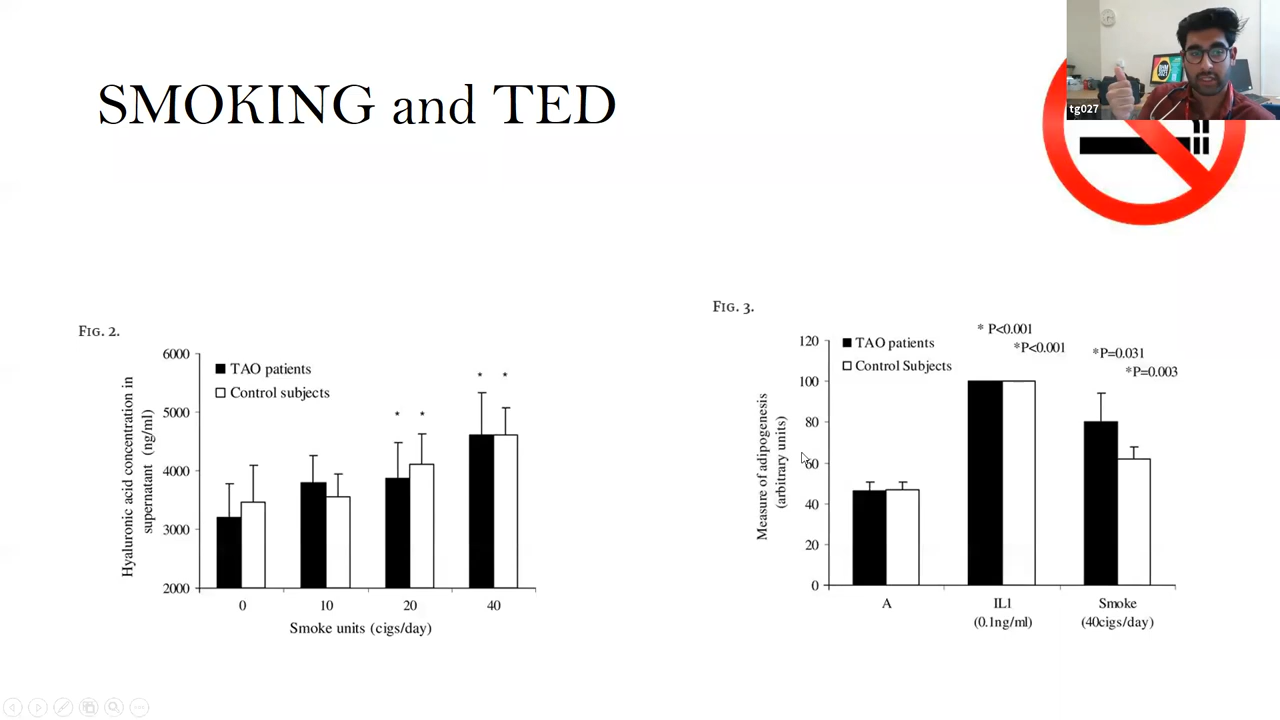 SMOKING and TED
tg027
FIG. 2.
6000
5000
4000
3000
2000
Hyaluronic acid concentration in
supernatant (ng/ml)
TAO patients
Control subjects
* *
* *
0 10 20 40
Smoke units (cigs/day)
FIG. 3.
120
100
80
60
40
20
0
Measure of adipogenesis
(arbitrary units)
TAO patients
Control Subjects
* P<0.001
*P<0.001
*P=0.031
*P=0.003
A IL1 Smoke
(0.1ng/ml) (40cigs/day)